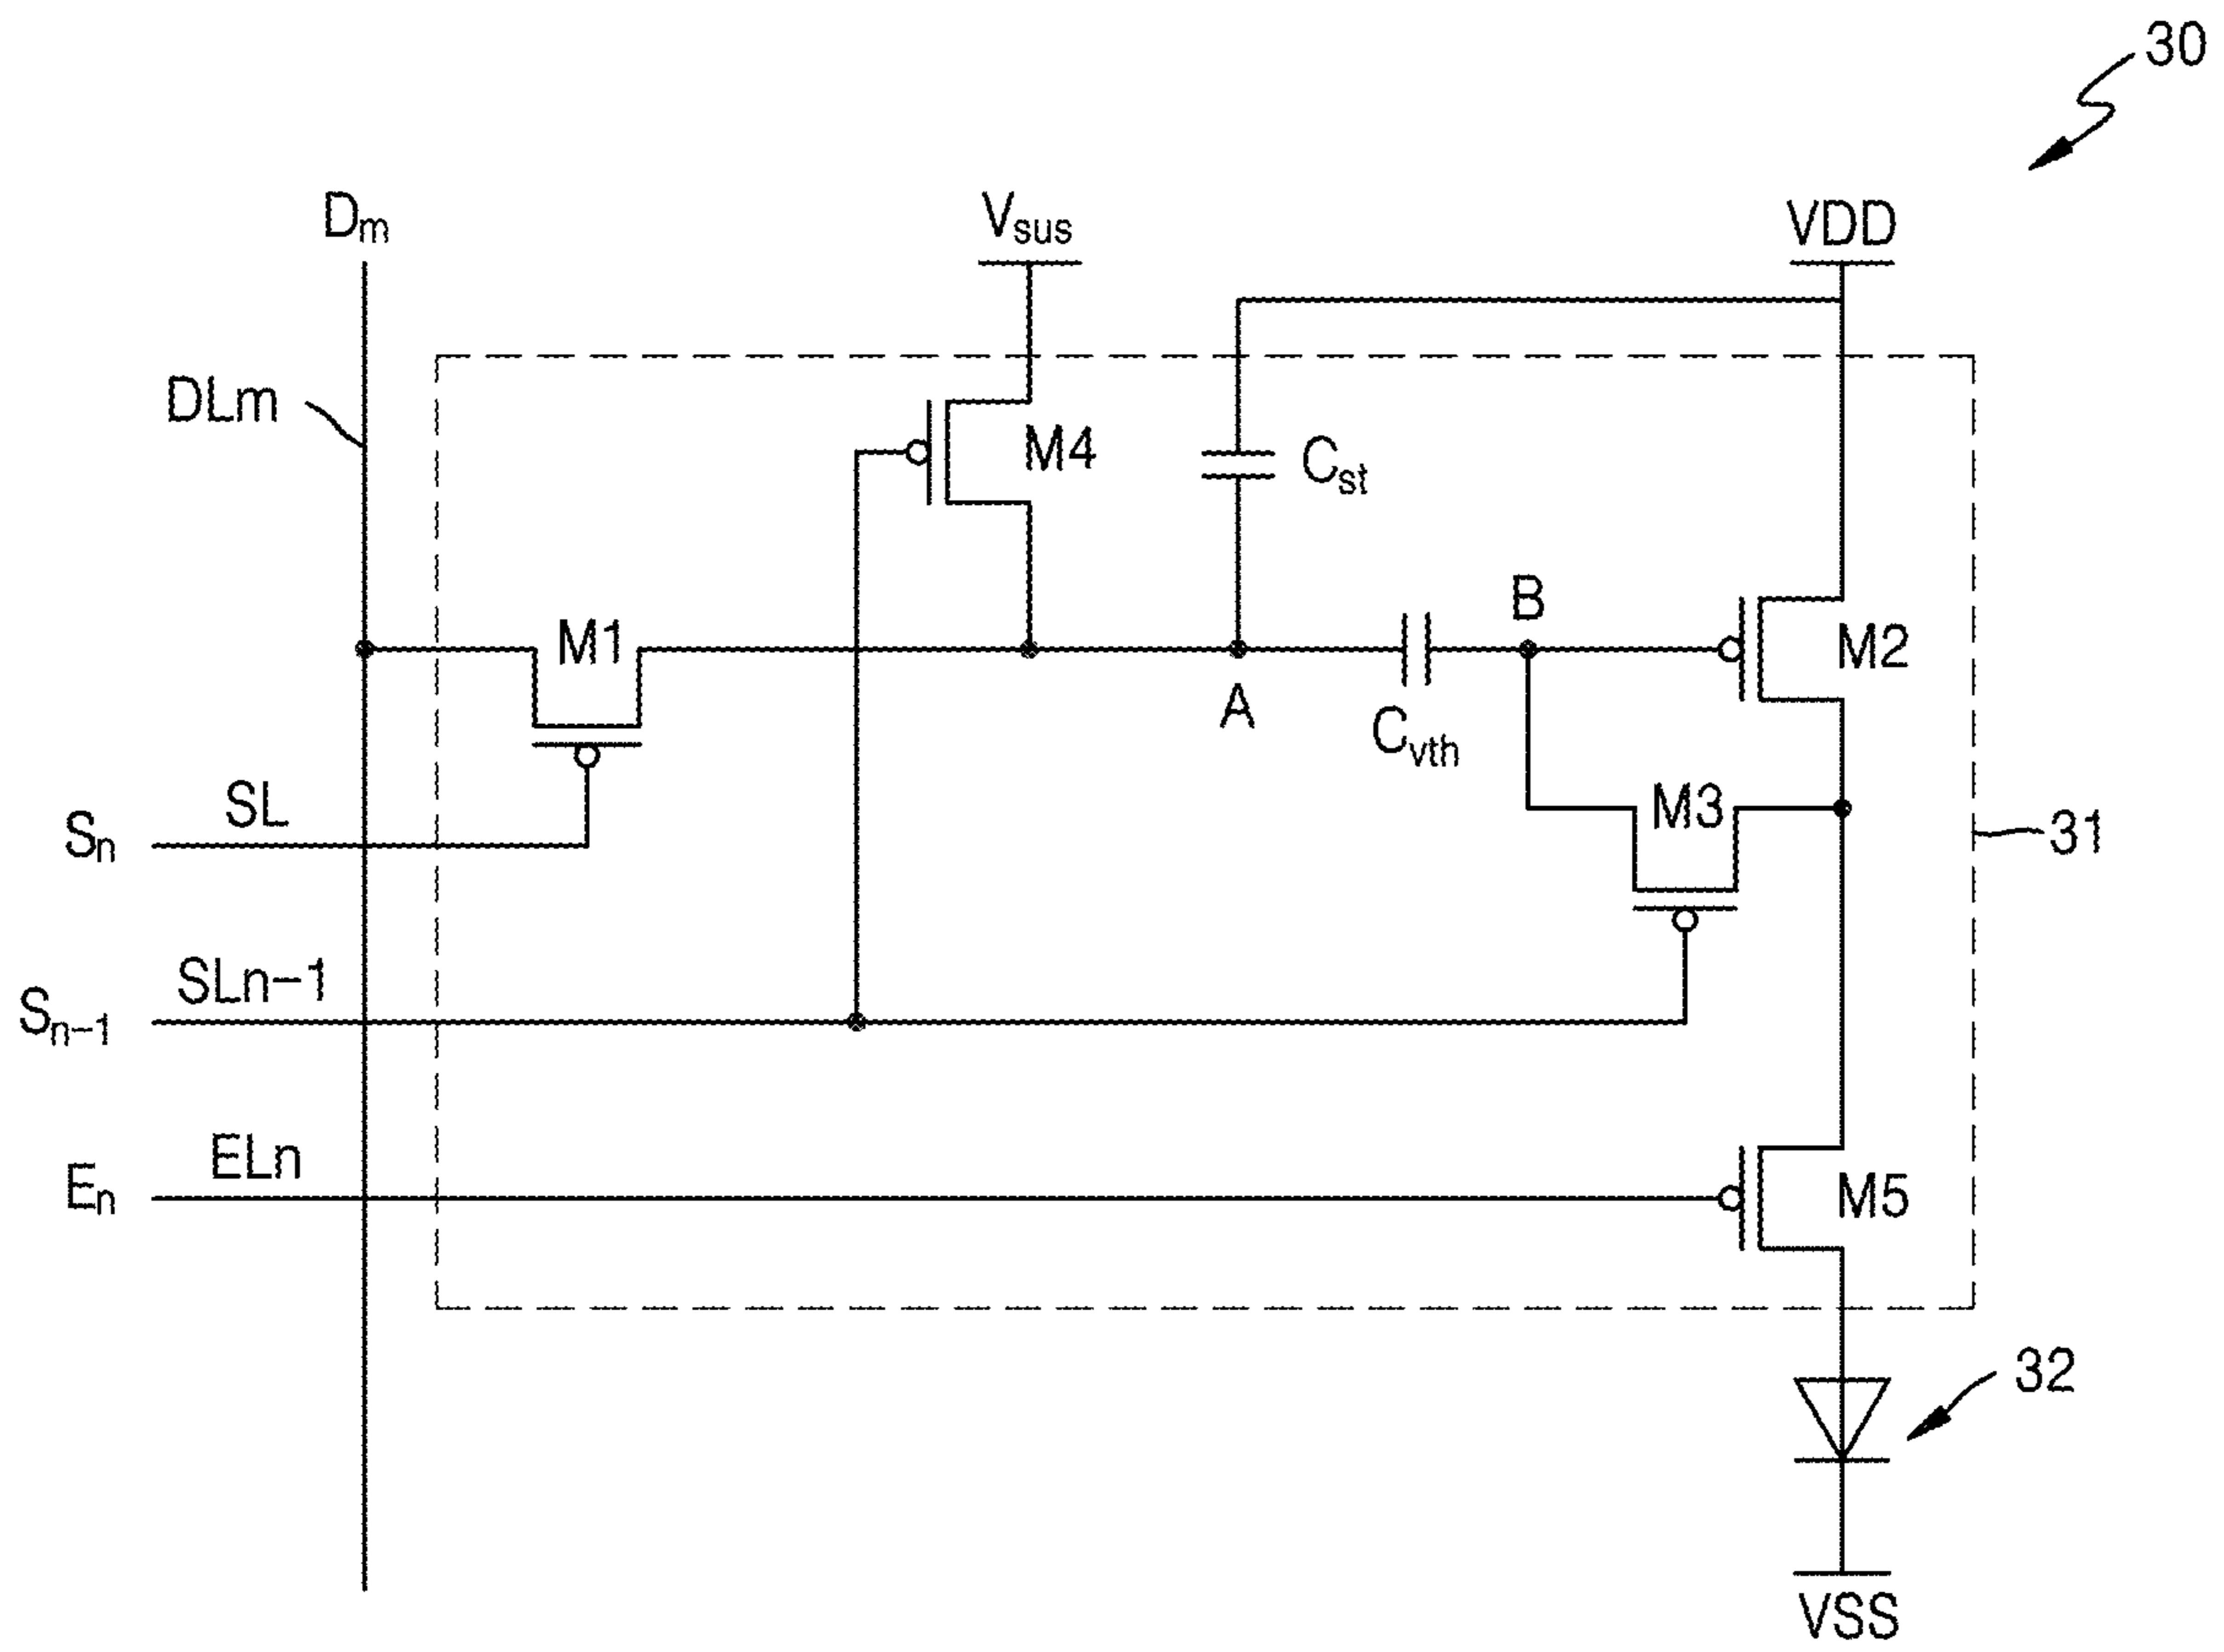 30
Dm
Vsus
VDD
DLm
M4
Cst
B
M1
M2
A
Cvth
SL
M3
Sn
31
SLn-1
Sn-1
ELn
En
M5
32
VSS